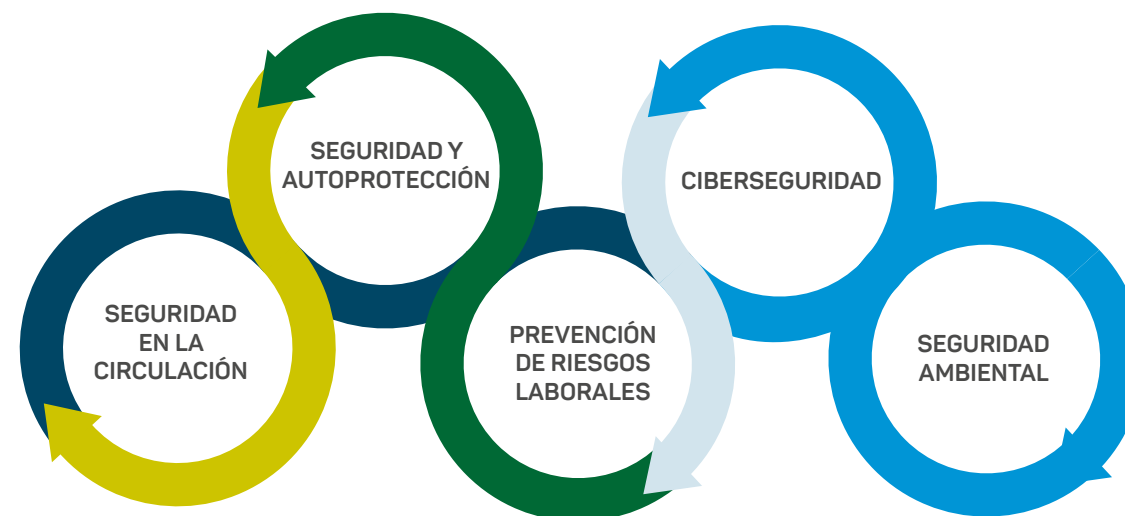 SEGURIDAD
EN LA
CIRCULACIÓN
SEGURIDAD Y
AUTOPROTECCIÓN
PREVENCIÓN
DE RIESGOS
LABORALES
CIBERSEGURIDAD
SEGURIDAD
AMBIENTAL